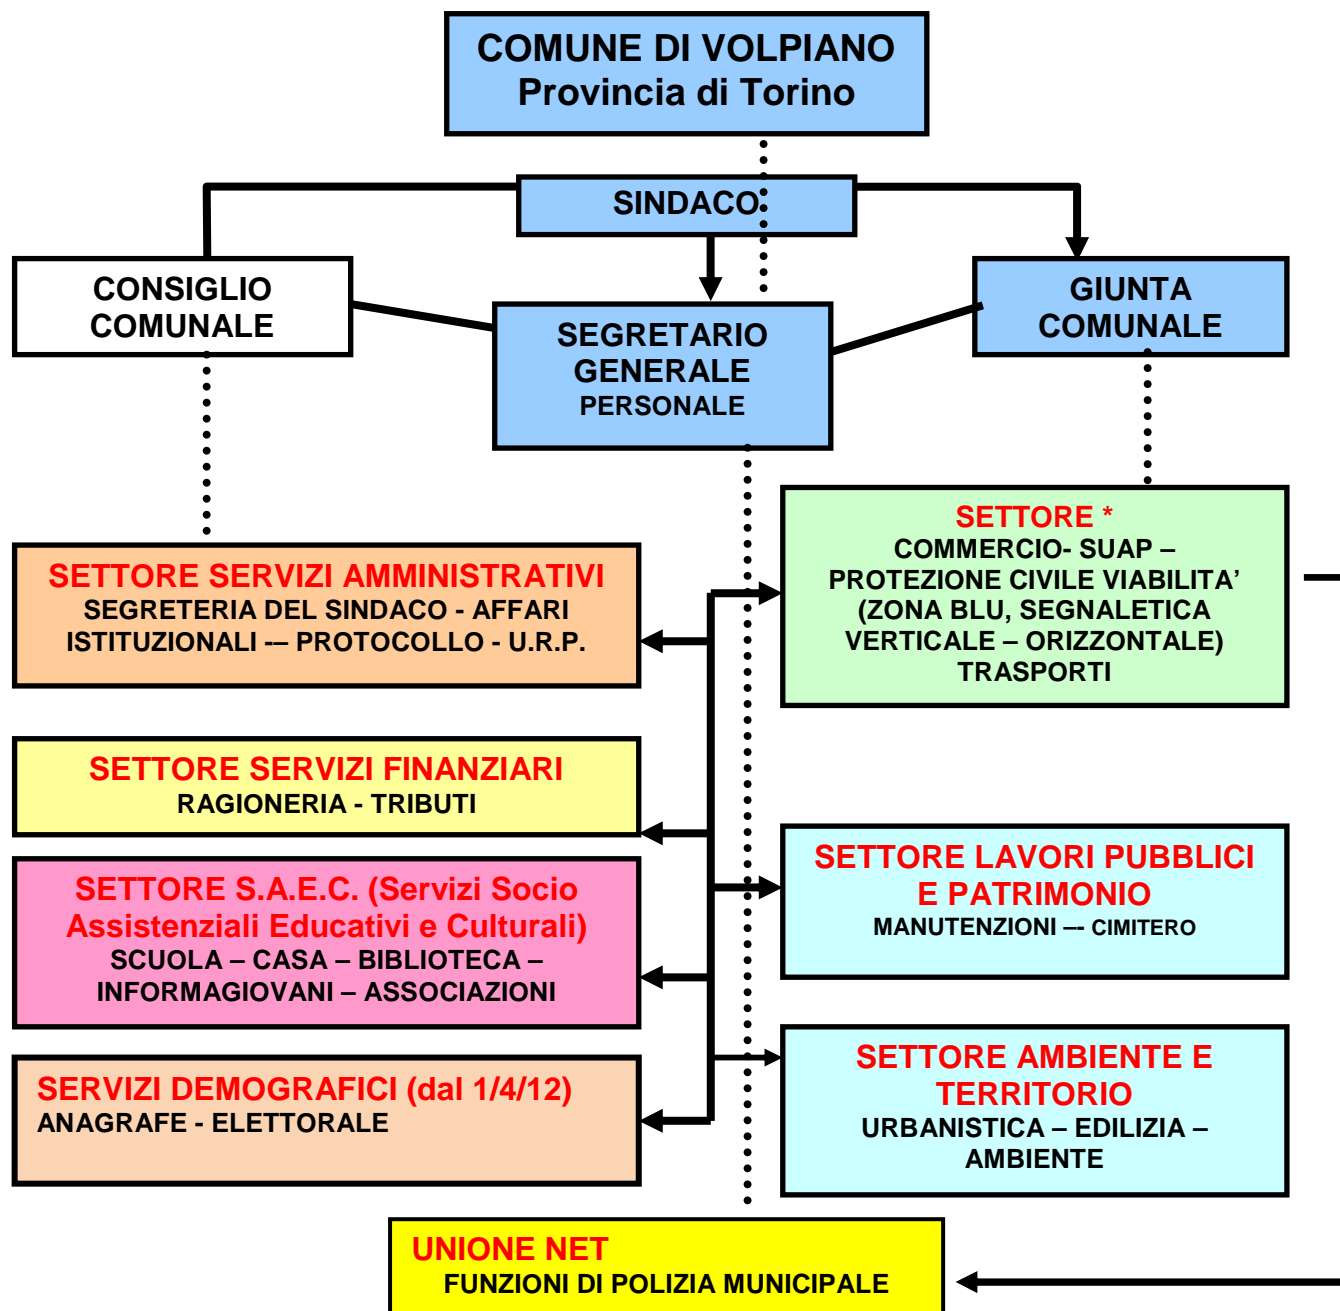 COMUNE DI VOLPIANO
Provincia di Torino
SINDACO
CONSIGLIO
COMUNALE
SEGRETARIO
GENERALE
PERSONALE
GIUNTA
COMUNALE
SETTORE SERVIZI AMMINISTRATIVI
SEGRETERIA DEL SINDACO - AFFARI
ISTITUZIONALI -– PROTOCOLLO - U.R.P.
SETTORE *
COMMERCIO- SUAP –
PROTEZIONE CIVILE VIABILITA’
(ZONA BLU, SEGNALETICA
VERTICALE – ORIZZONTALE)
TRASPORTI
SETTORE SERVIZI FINANZIARI
RAGIONERIA - TRIBUTI
SETTORE LAVORI PUBBLICI
E PATRIMONIO
MANUTENZIONI –- CIMITERO
SETTORE S.A.E.C. (Servizi Socio
Assistenziali Educativi e Culturali)
SCUOLA – CASA – BIBLIOTECA –
INFORMAGIOVANI – ASSOCIAZIONI
SETTORE AMBIENTE E
TERRITORIO
URBANISTICA – EDILIZIA –
AMBIENTE
SERVIZI DEMOGRAFICI (dal 1/4/12)
ANAGRAFE - ELETTORALE
UNIONE NET
FUNZIONI DI POLIZIA MUNICIPALE